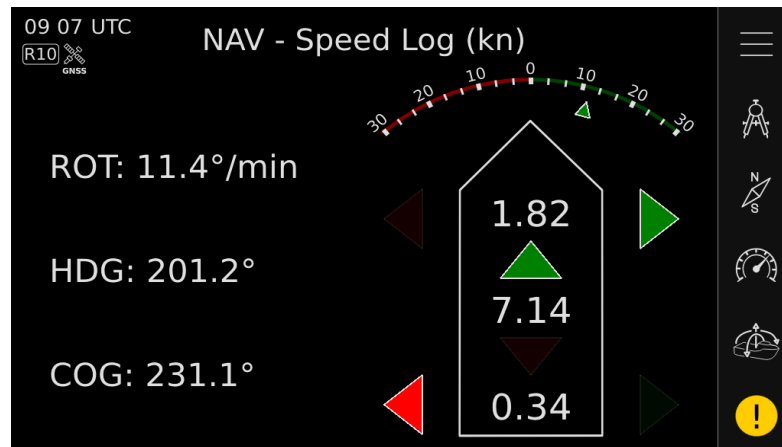 09 07 UTC
R10
GNSS
NAV - Speed Log (kn)
30 20 10 0 10 20 30
ROT: 11.4°/min
1.82
HDG: 201.2°
7.14
COG: 231.1°
0.34
N
S
!